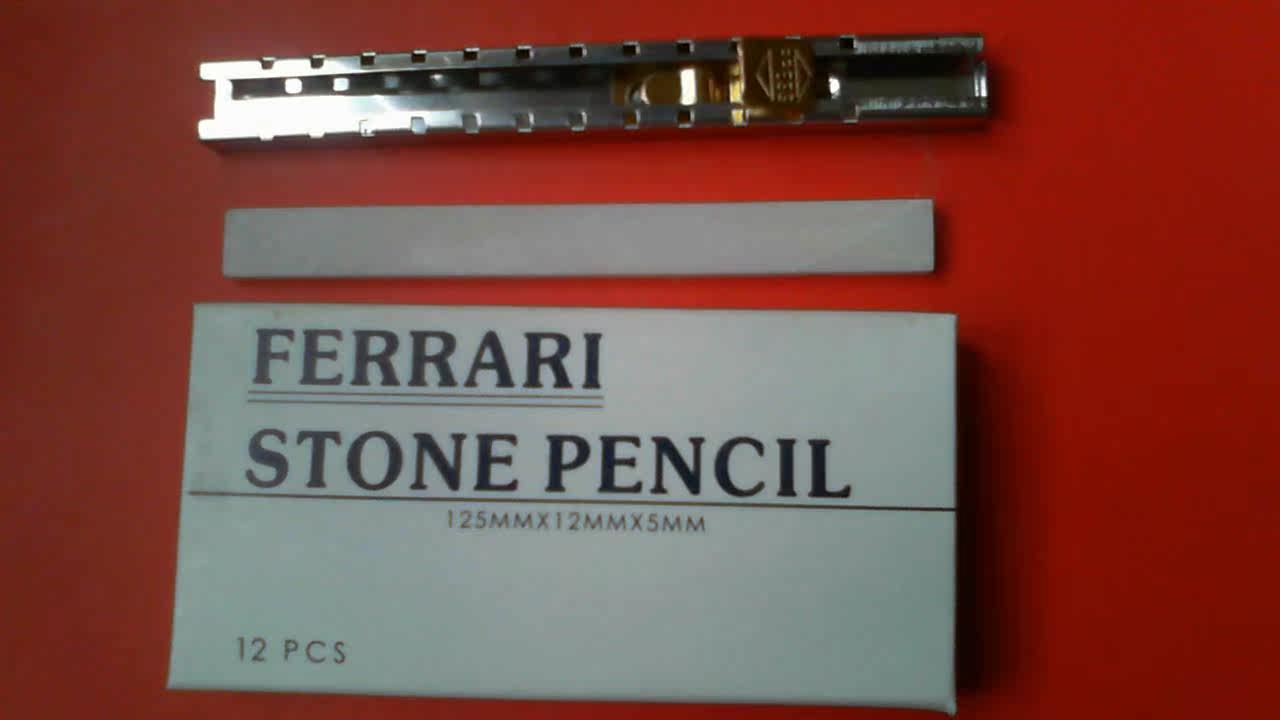 FERRARI
STONE PENCIL
125MMX12MMX5MM
12 PCS